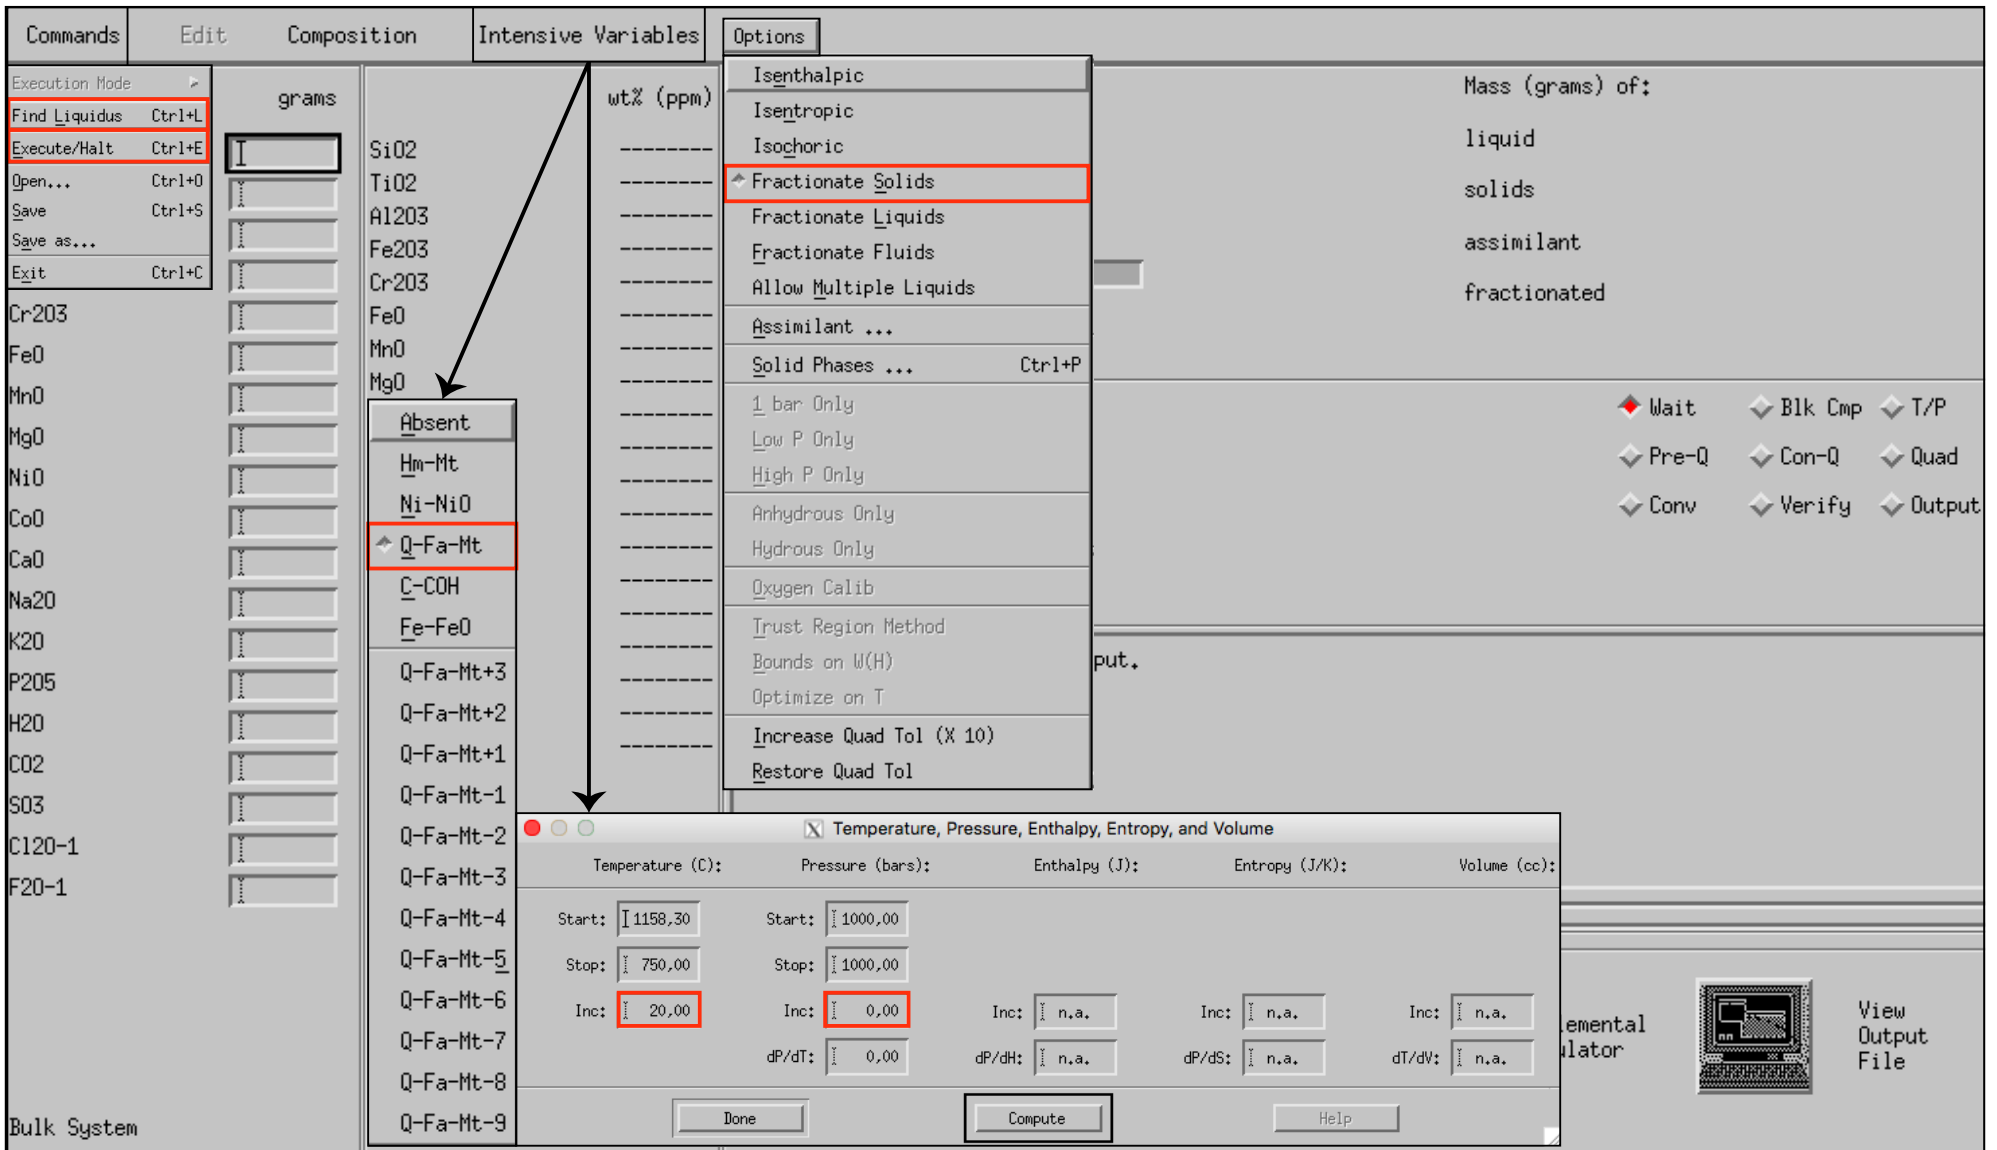 Commands Edit Composition Intensive Variables Options
Execution Mode
Find Liquidus Ctrl+L
Execute/Halt Ctrl+E
Open... Ctrl+O
Save Ctrl+S
Save as...
Exit Ctrl+C
grams
Cr2O3
FeO
MnO
MgO
NiO
CoO
CaO
Na2O
K2O
P2O5
H2O
CO2
SO3
Cl2O-1
F2O-1
Bulk System
wt% (ppm)
SiO2 -------
TiO2 -------
Al2O3 -------
Fe2O3 -------
Cr2O3 -------
FeO -------
MnO -------
MgO -------
Absent
Hm-Mt
Ni-NiO
Q-Fa-Mt
C-COH
Fe-FeO
Q-Fa-Mt+3
Q-Fa-Mt+2
Q-Fa-Mt+1
Q-Fa-Mt-1
Q-Fa-Mt-2
Q-Fa-Mt-3
Q-Fa-Mt-4
Q-Fa-Mt-5
Q-Fa-Mt-6
Q-Fa-Mt-7
Q-Fa-Mt-8
Q-Fa-Mt-9
Isenthalpic
Isentropic
Isochoric
Fractionate Solids
Fractionate Liquids
Fractionate Fluids
Allow Multiple Liquids
Assimilant ...
Solid Phases ... Ctrl+P
1 bar Only
Low P Only
High P Only
Anhydrous Only
Hydrous Only
Oxygen Calib
Trust Region Method
Bounds on W(H)
Optimize on T
Increase Quad Tol (X 10)
Restore Quad Tol
put.
Mass (grams) of:
liquid
solids
assimilant
fractionated
Wait Blk Cmp T/P
Pre-Q Con-Q Quad
Conv Verify Output
X Temperature, Pressure, Enthalpy, Entropy, and Volume
Temperature (C): Pressure (bars): Enthalpy (J): Entropy (J/K): Volume (cc):
Start: 1158,30 Start: 1000,00
Stop: 750,00 Stop: 1000,00
Inc: 20,00 Inc: 0,00 Inc: n.a. Inc: n.a. Inc: n.a.
dP/dT: 0,00 dP/dH: n.a. dP/dS: n.a. dT/dV: n.a.
Done Compute Help
emental
ulator
View
Output
File